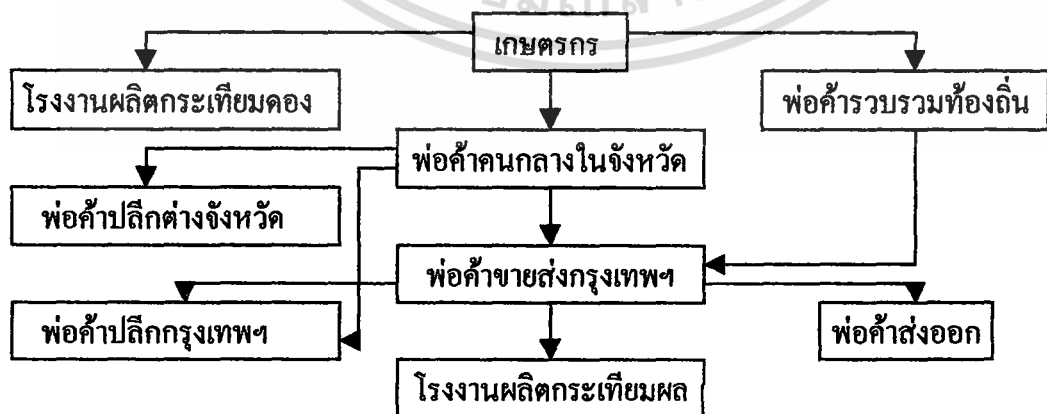 เกษตรกร
โรงงานผลิตกระเทียมดอง
พ่อค้ารวบรวมท้องถิ่น
พ่อค้าคนกลางในจังหวัด
พ่อค้าปลีกต่างจังหวัด
พ่อค้าขายส่งกรุงเทพฯ
พ่อค้าปลีกกรุงเทพฯ
พ่อค้าส่งออก
โรงงานผลิตกระเทียมผล